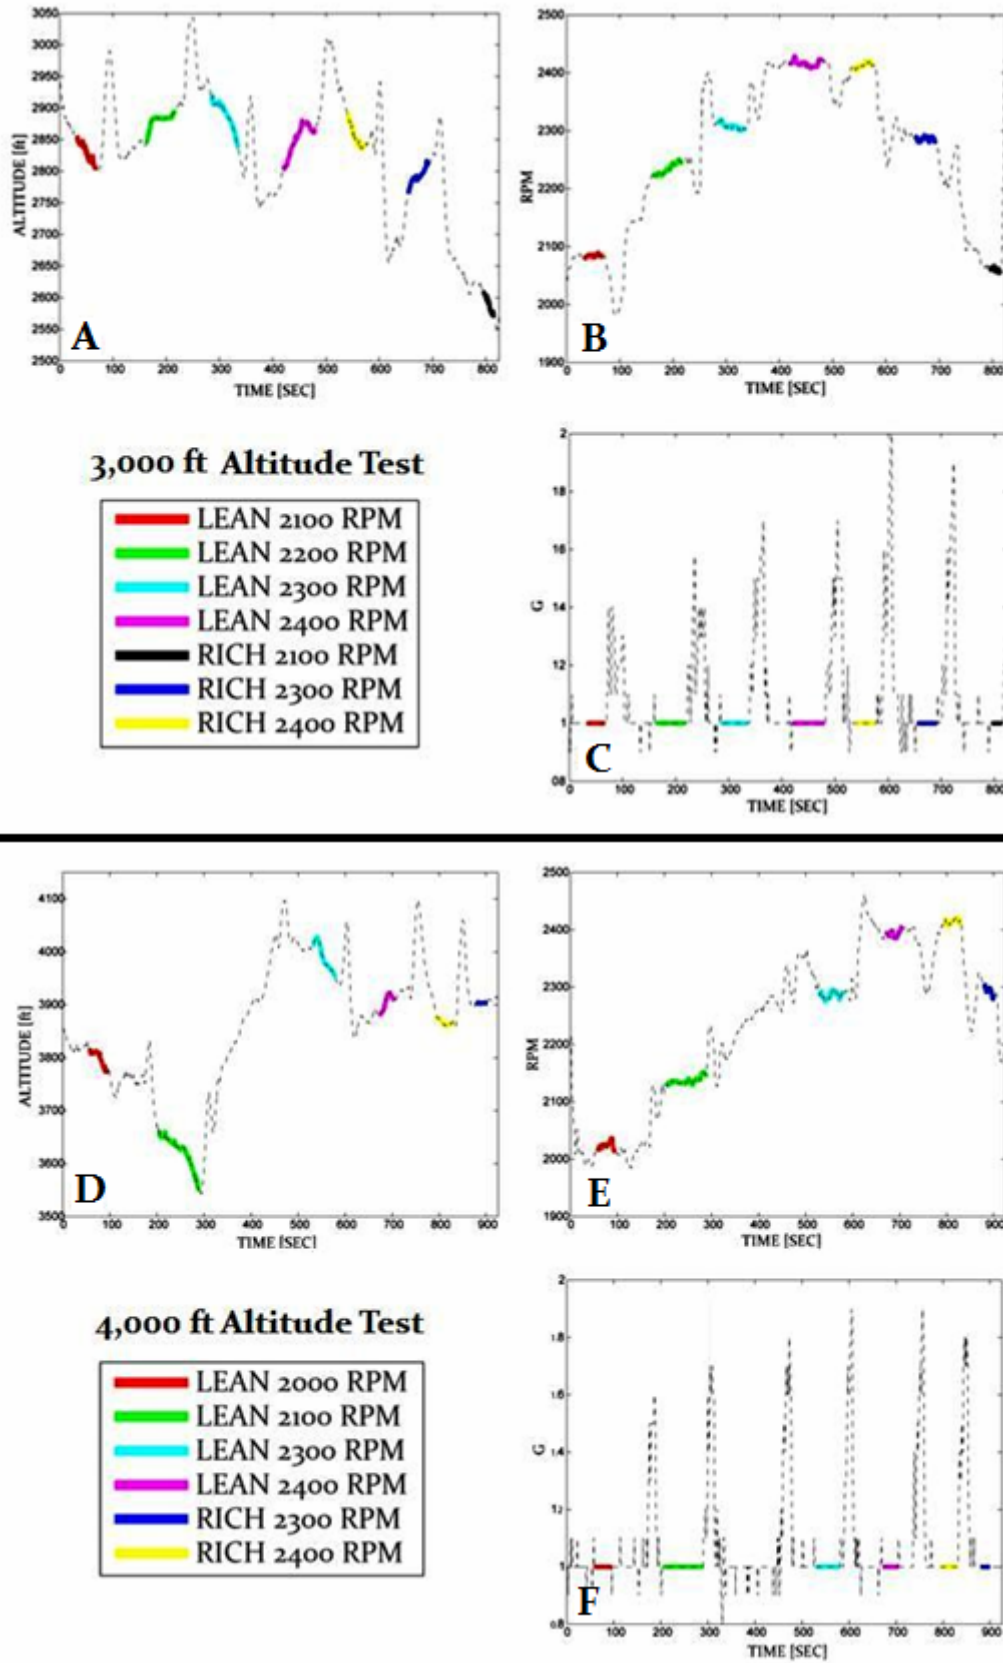 3050
3000
2950
2900
2850
2800
2750
2700
2650
2600
2550
2500
ALTITUDE [ft]
A
0 100 200 300 400 500 600 700 800
TIME [SEC]
2500
2400
2300
2200
2100
2000
1900
RPM
B
0 100 200 300 400 500 600 700 800
TIME [SEC]
3,000 ft Altitude Test
LEAN 2100 RPM
LEAN 2200 RPM
LEAN 2300 RPM
LEAN 2400 RPM
RICH 2100 RPM
RICH 2300 RPM
RICH 2400 RPM
2
18
16
14
12
1
08
G
C
0 100 200 300 400 500 600 700 800
TIME [SEC]
4100
4000
3900
3800
3700
3600
3500
ALTITUDE [ft]
D
0 100 200 300 400 500 600 700 800 900
TIME [SEC]
2500
2400
2300
2200
2100
2000
1900
RPM
E
0 100 200 300 400 500 600 700 800 900
TIME [SEC]
4,000 ft Altitude Test
LEAN 2000 RPM
LEAN 2100 RPM
LEAN 2300 RPM
LEAN 2400 RPM
RICH 2300 RPM
RICH 2400 RPM
2
1.8
1.6
1.4
1.2
1
0.8
G
F
0 100 200 300 400 500 600 700 800 900
TIME [SEC]